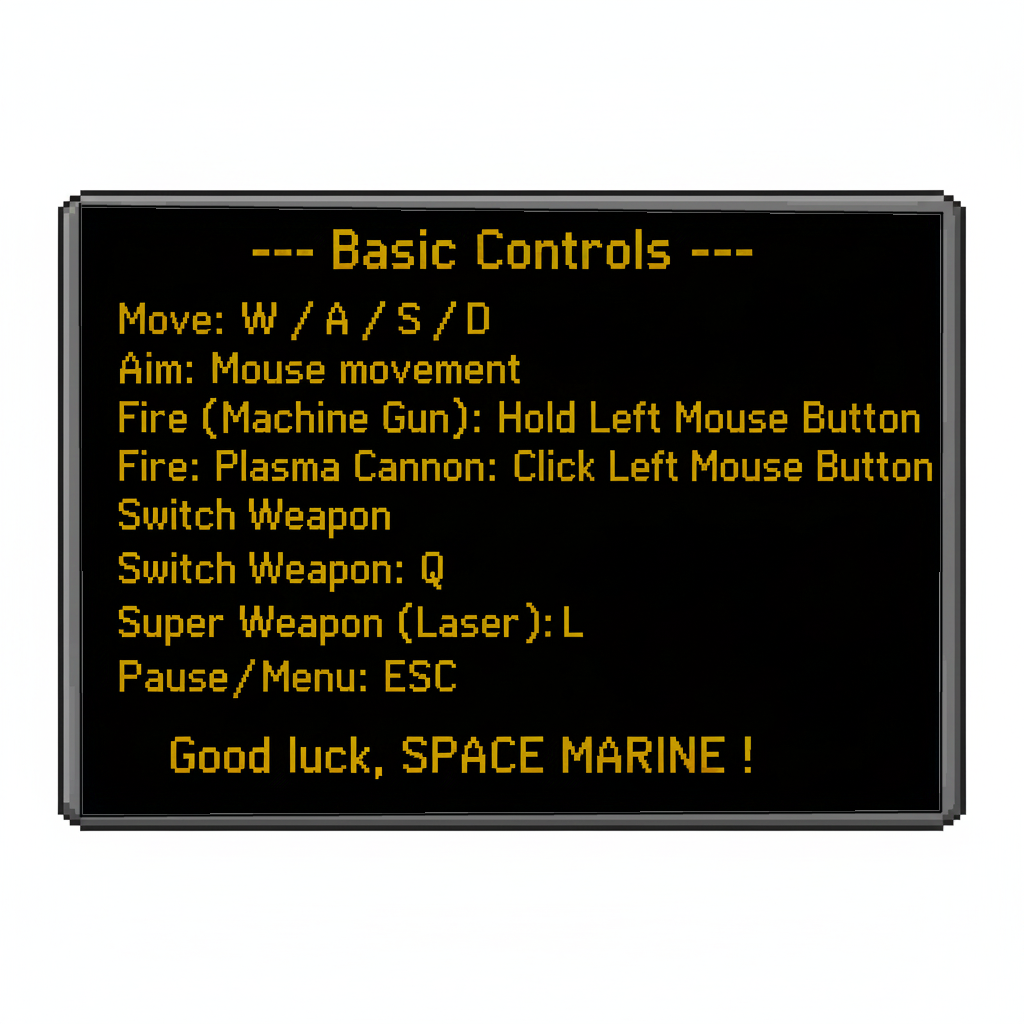 --- Basic Controls ---
Move: W / A / S / D
Aim: Mouse movement
Fire (Machine Gun): Hold Left Mouse Button
Fire: Plasma Cannon: Click Left Mouse Button
Switch Weapon
Switch Weapon: Q
Super Weapon (Laser): L
Pause/Menu: ESC
Good luck, SPACE MARINE !